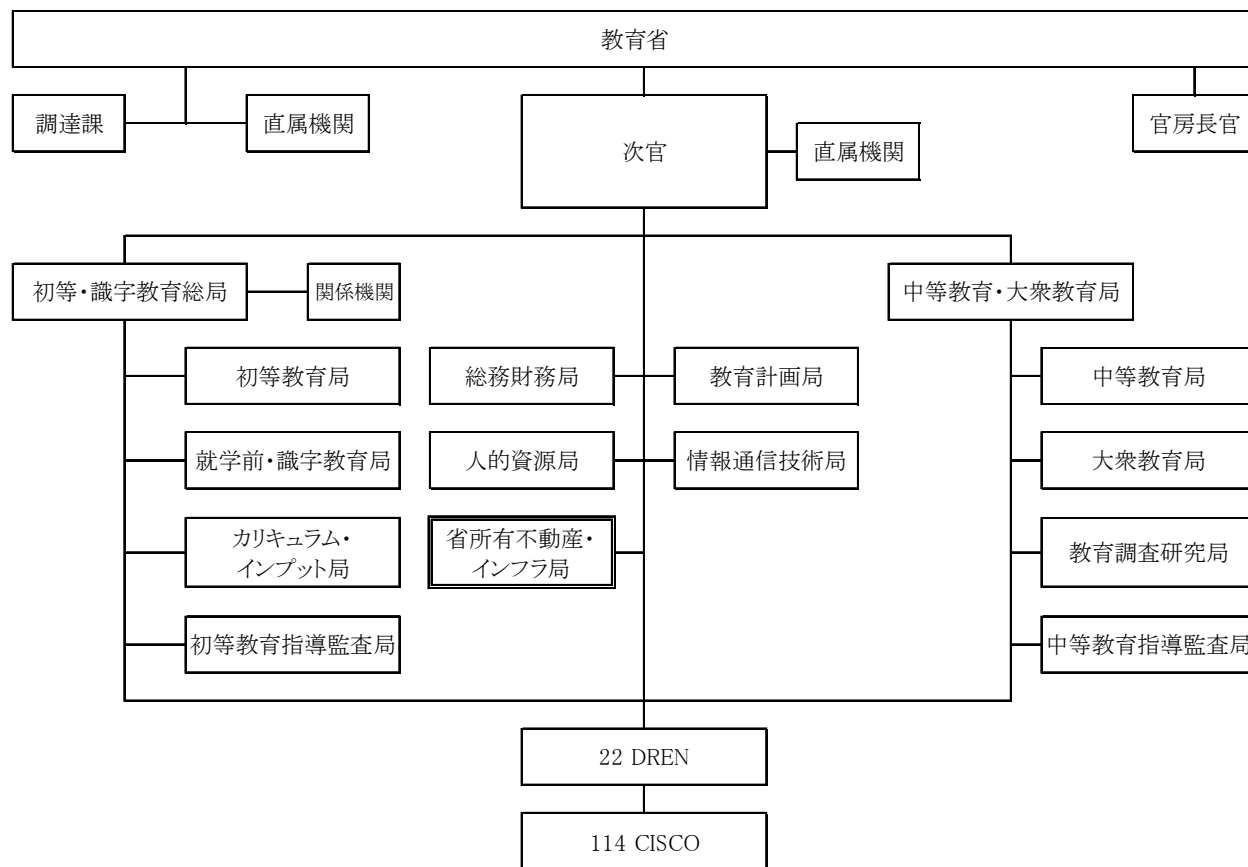 教育省
調達課
直属機関
次官
直属機関
官房長官
初等・識字教育総局
関係機関
中等教育・大衆教育局
初等教育局
総務財務局
教育計画局
中等教育局
就学前・識字教育局
人的資源局
情報通信技術局
大衆教育局
カリキュラム・
インプット局
省所有不動産・
インフラ局
教育調査研究局
初等教育指導監査局
中等教育指導監査局
22 DREN
114 CISCO